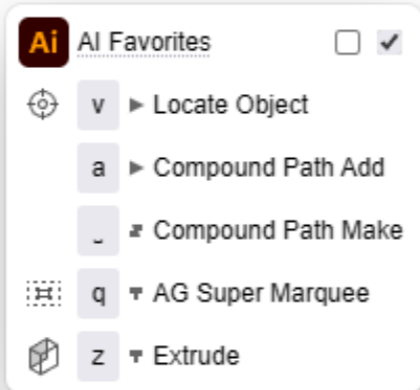 Ai AI Favorites
v Locate Object
a Compound Path Add
˽ Compound Path Make
q AG Super Marquee
z Extrude